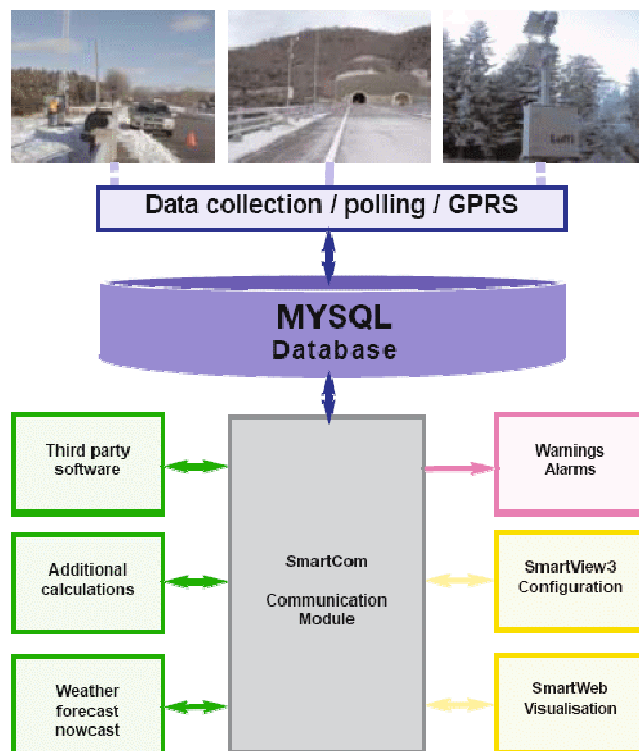 Data collection / polling / GPRS
MYSQL
Database
Third party
software
Additional
calculations
Weather
forecast
nowcast
SmartCom
Communication
Module
Warnings
Alarms
SmartView3
Configuration
SmartWeb
Visualisation